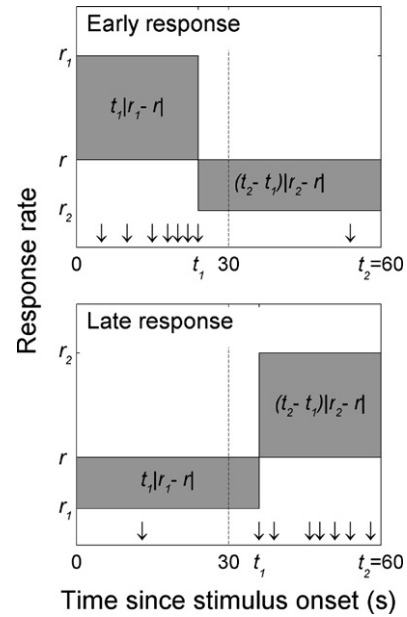 Early response
r1
t1|r1- r|
r
(t2- t1)|r2- r|
r2
0 t1 30 t2=60
Response rate
Late response
r2
(t2- t1)|r2- r|
r
t1|r1- r|
r1
0 30 t1 t2=60
Time since stimulus onset (s)